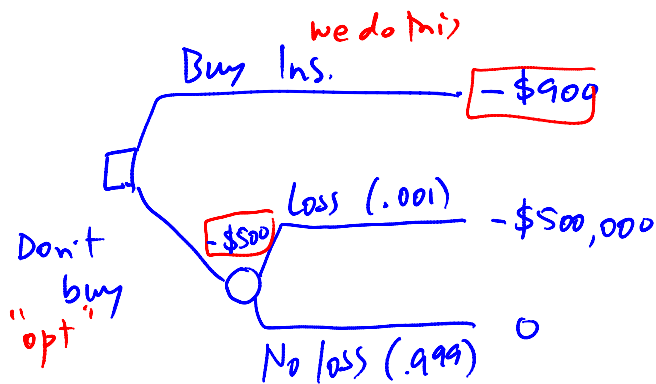 we do this
Buy Ins.
-$900
Loss (.001)
-$500,000
-$500
Don't
buy
"opt"
No loss (.999)
0